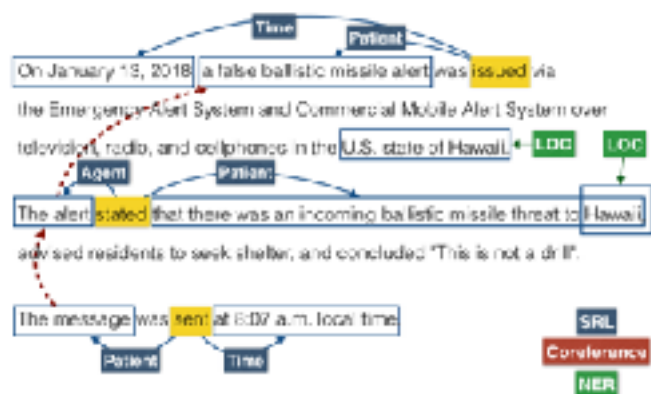 Time
Patient
On January 13, 2018 a false ballistic missile alert was issued via
the Emergency Alert System and Commercial Mobile Alert System over
television, radio, and cellphones in the U.S. state of Hawaii. LOC LOC
Agent Patient
The alert stated that there was an incoming ballistic missile threat to Hawaii,
advised residents to seek shelter, and concluded "This is not a drill".
The message was sent at 8:07 a.m. local time
SRL
Patient Time
Coreference
NER